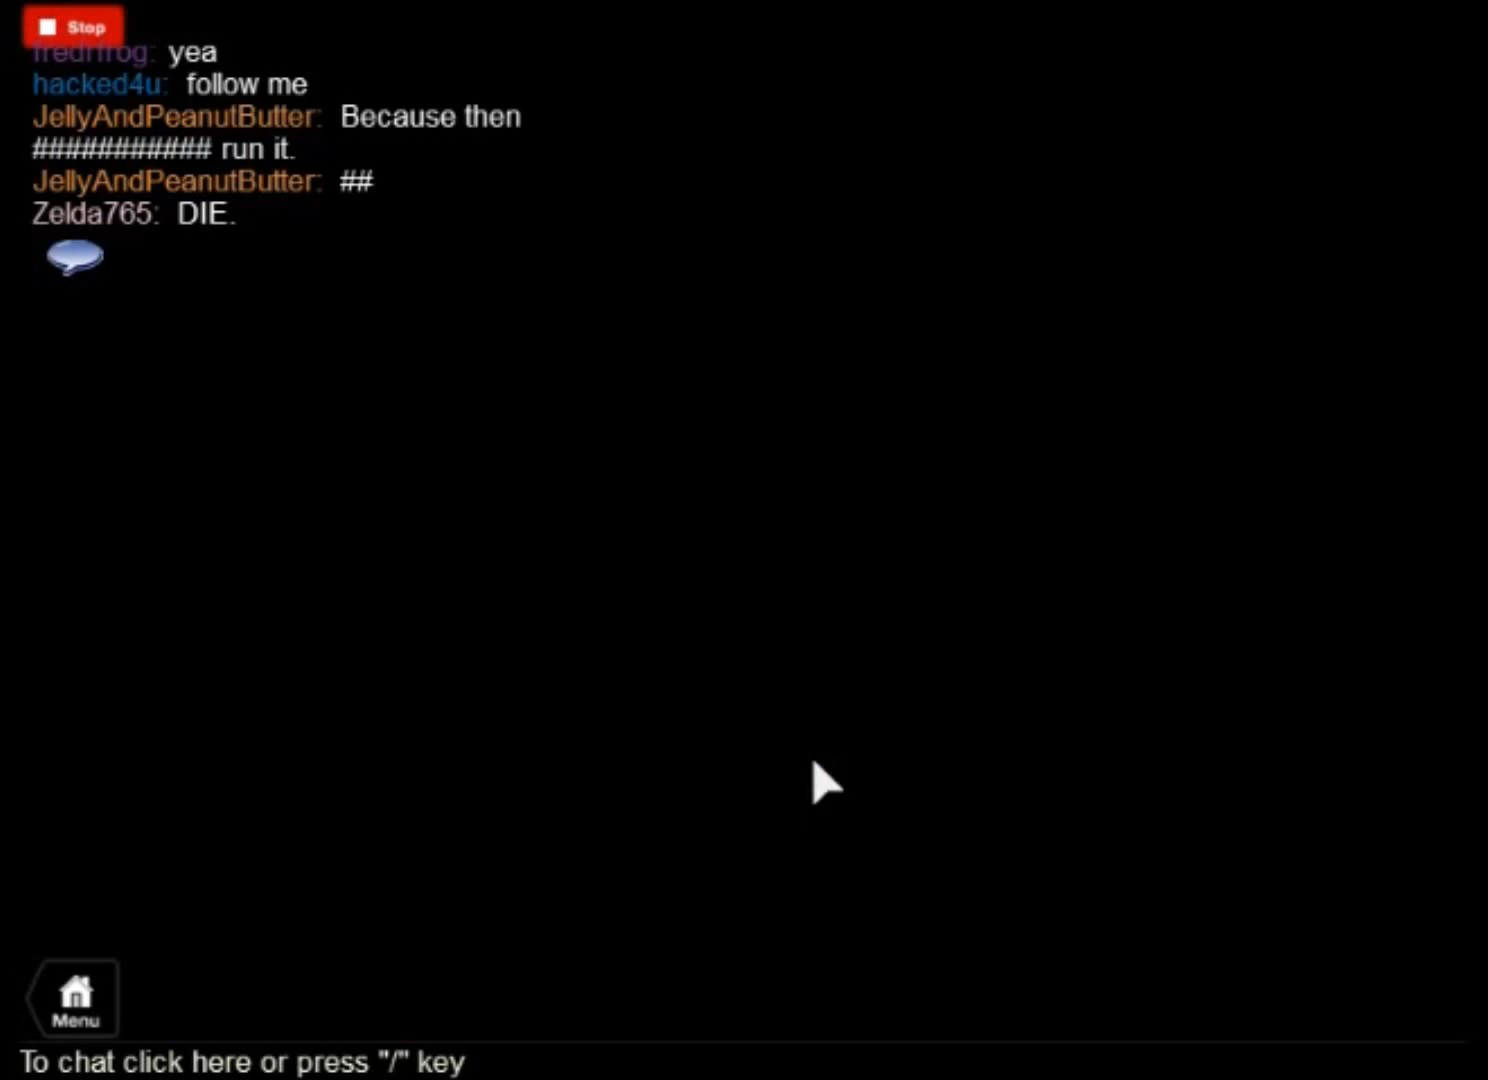 Stop
fredrfrog: yea
hacked4u: follow me
JellyAndPeanutButter: Because then
########### run it.
JellyAndPeanutButter: ##
Zelda765: DIE.
Menu
To chat click here or press "/" key